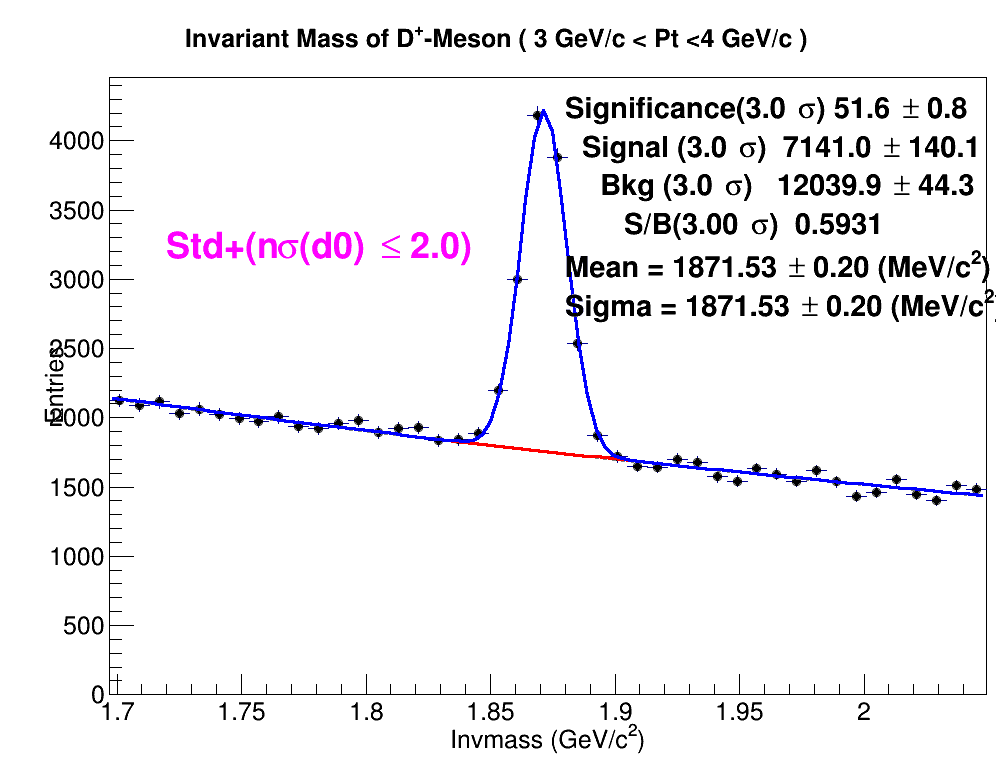 Invariant Mass of D⁺-Meson ( 3 GeV/c < Pt <4 GeV/c )
Significance(3.0 σ) 51.6 ± 0.8
Signal (3.0 σ) 7141.0 ± 140.1
Bkg (3.0 σ) 12039.9 ± 44.3
S/B(3.00 σ) 0.5931
Mean = 1871.53 ± 0.20 (MeV/c²)
Sigma = 1871.53 ± 0.20 (MeV/c²)
Std+(nσ(d0) ≤ 2.0)
Entries
4000
3500
3000
2500
2000
1500
1000
500
0
1.7 1.75 1.8 1.85 1.9 1.95 2
Invmass (GeV/c²)